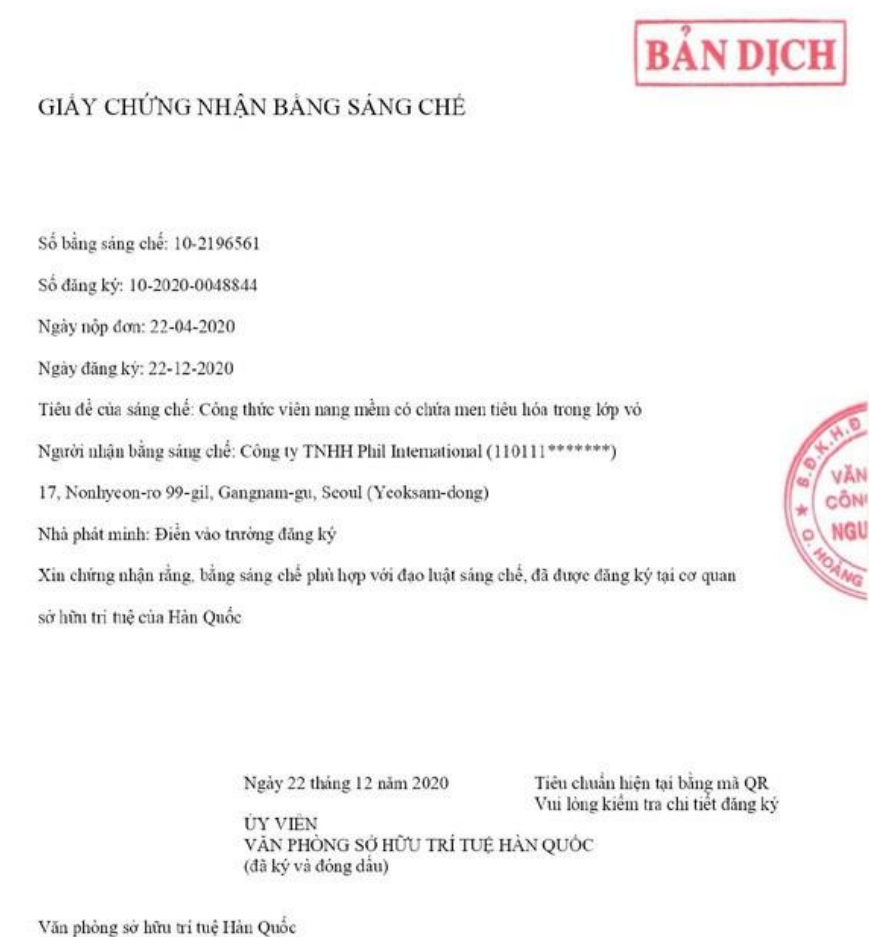 BẢN DỊCH
GIẤY CHỨNG NHẬN BẰNG SÁNG CHẾ
Số bằng sáng chế: 10-2196561
Số đăng ký: 10-2020-0048844
Ngày nộp đơn: 22-04-2020
Ngày đăng ký: 22-12-2020
Tiêu đề của sáng chế: Công thức viên nang mềm có chứa men tiêu hóa trong lớp vỏ
Người nhận bằng sáng chế: Công ty TNHH Phil International (110111*******)
17, Nonhyeon-ro 99-gil, Gangnam-gu, Seoul (Yeoksam-dong)
Nhà phát minh: Điền vào trường đăng ký
Xin chứng nhận rằng, bằng sáng chế phù hợp với đạo luật sáng chế, đã được đăng ký tại cơ quan
sở hữu trí tuệ của Hàn Quốc
S.Đ.K.H.Đ
VĂN
CÔN
NGU
Q. HOÀNG
Ngày 22 tháng 12 năm 2020
Tiêu chuẩn hiện tại bằng mã QR
Vui lòng kiểm tra chi tiết đăng ký
ỦY VIÊN
VĂN PHÒNG SỞ HỮU TRÍ TUỆ HÀN QUỐC
(đã ký và đóng dấu)
Văn phòng sở hữu trí tuệ Hàn Quốc